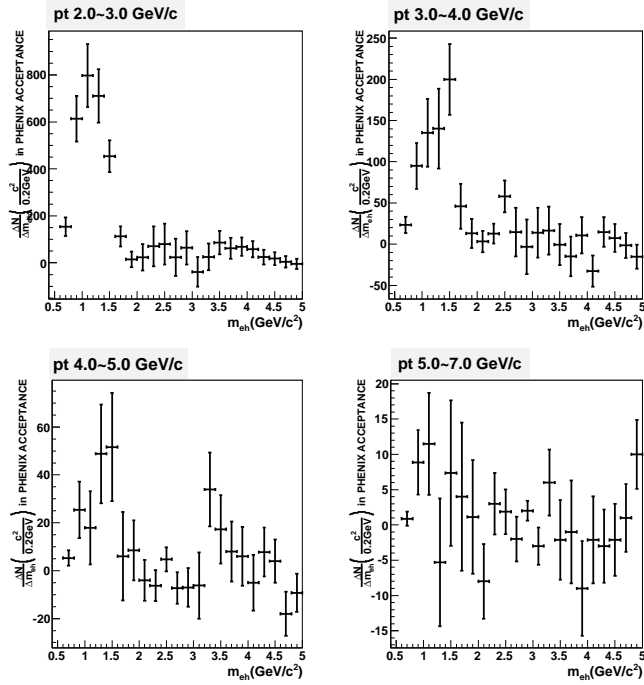 pt 2.0~3.0 GeV/c
ΔN/Δm_eh (c²/0.2GeV) in PHENIX ACCEPTANCE
800
600
400
200
0
0.5 1 1.5 2 2.5 3 3.5 4 4.5 5
m_eh(GeV/c²)
pt 3.0~4.0 GeV/c
ΔN/Δm_eh (c²/0.2GeV) in PHENIX ACCEPTANCE
250
200
150
100
50
0
-50
0.5 1 1.5 2 2.5 3 3.5 4 4.5 5
m_eh(GeV/c²)
pt 4.0~5.0 GeV/c
ΔN/Δm_eh (c²/0.2GeV) in PHENIX ACCEPTANCE
60
40
20
0
-20
0.5 1 1.5 2 2.5 3 3.5 4 4.5 5
m_eh(GeV/c²)
pt 5.0~7.0 GeV/c
ΔN/Δm_eh (c²/0.2GeV) in PHENIX ACCEPTANCE
20
15
10
5
0
-5
-10
-15
0.5 1 1.5 2 2.5 3 3.5 4 4.5 5
m_eh(GeV/c²)